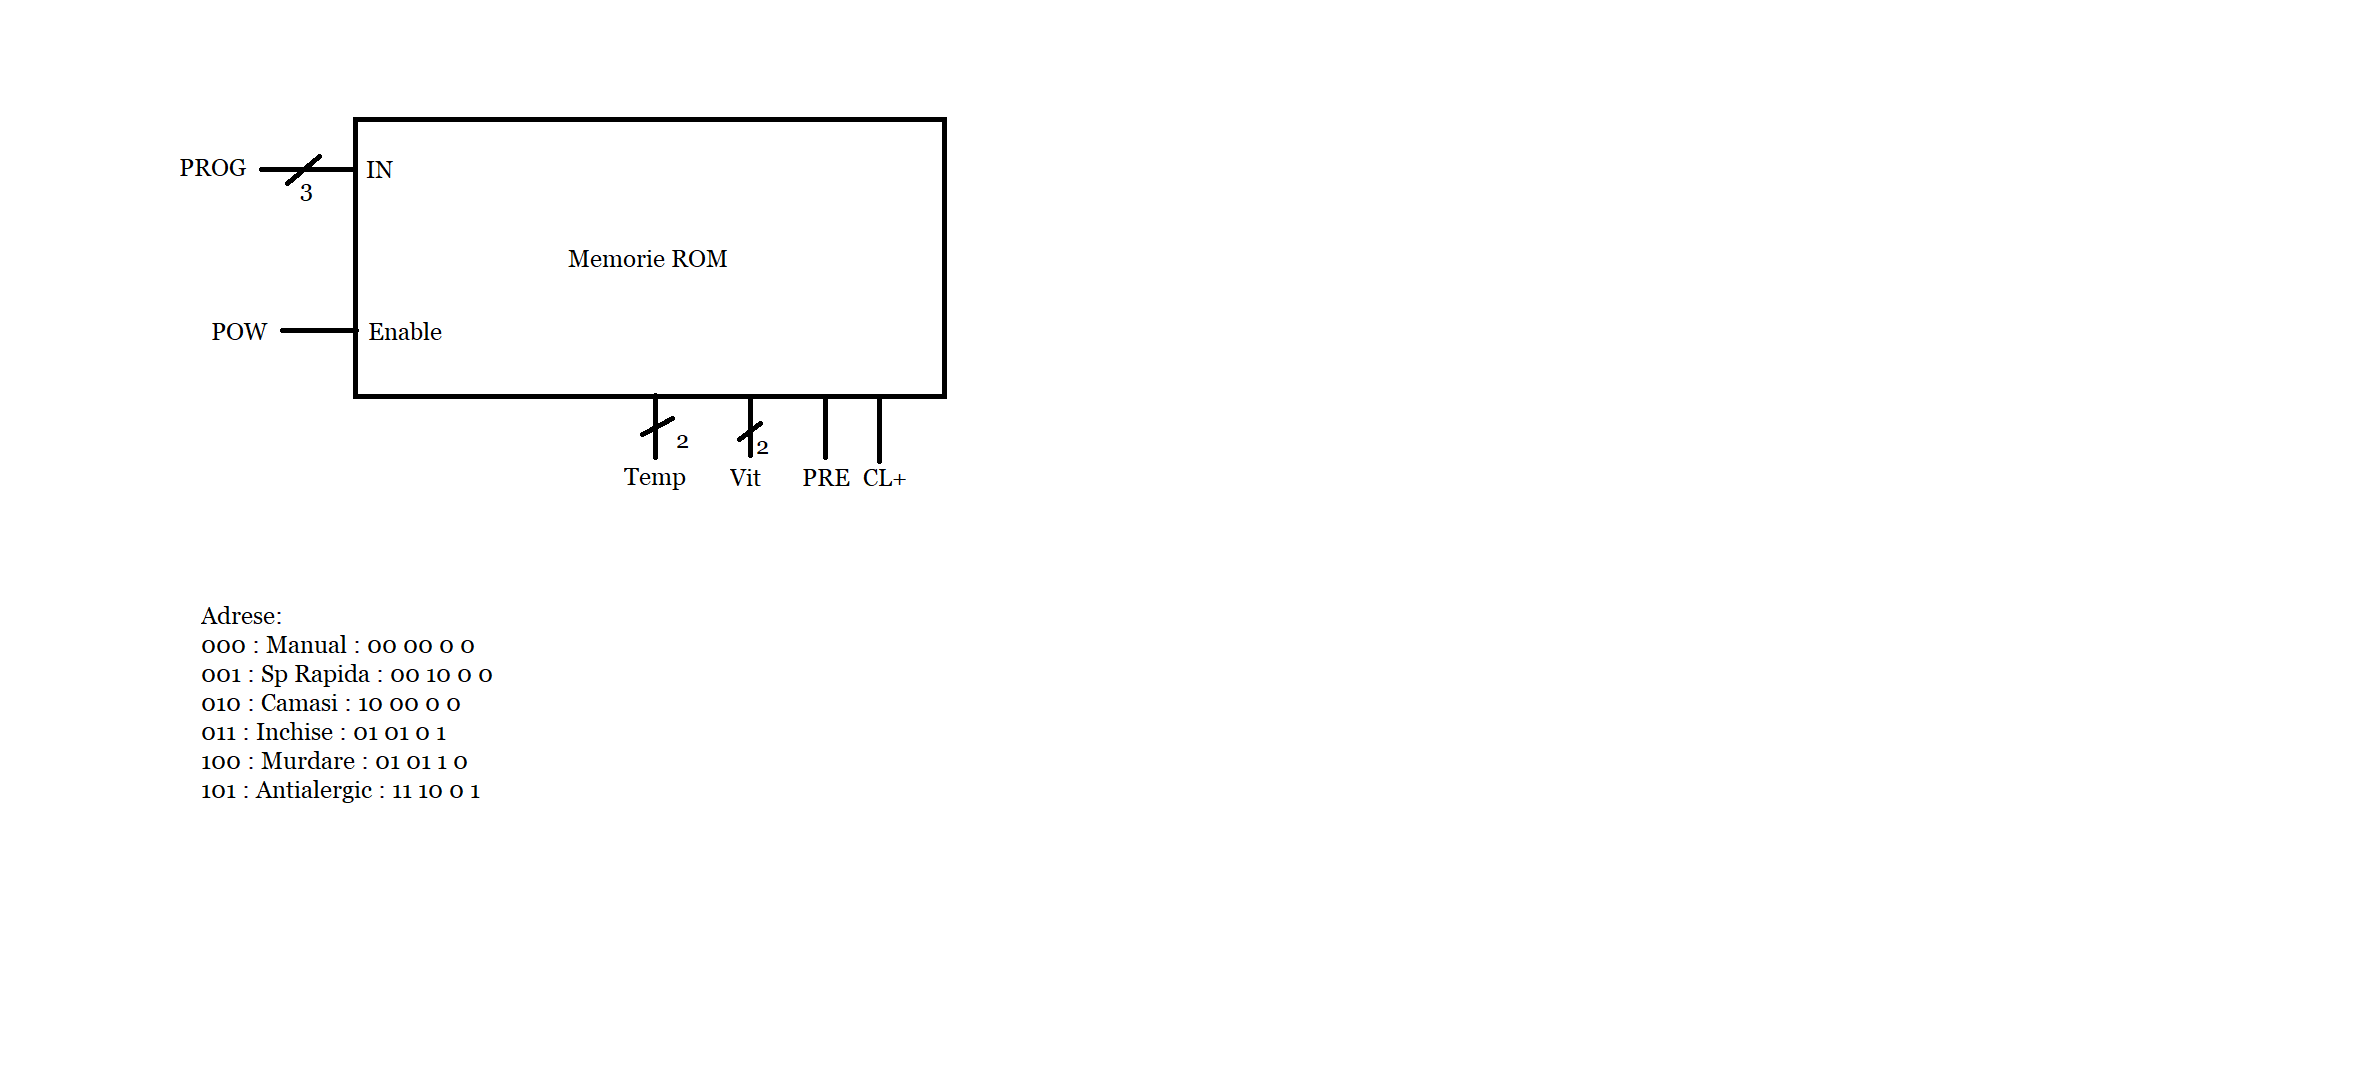 PROG
3
IN
Memorie ROM
POW
Enable
2
2
Temp Vit PRE CL+
Adrese:
000 : Manual : 00 00 0 0
001 : Sp Rapida : 00 10 0 0
010 : Camasi : 10 00 0 0
011 : Inchise : 01 01 0 1
100 : Murdare : 01 01 1 0
101 : Antialergic : 11 10 0 1